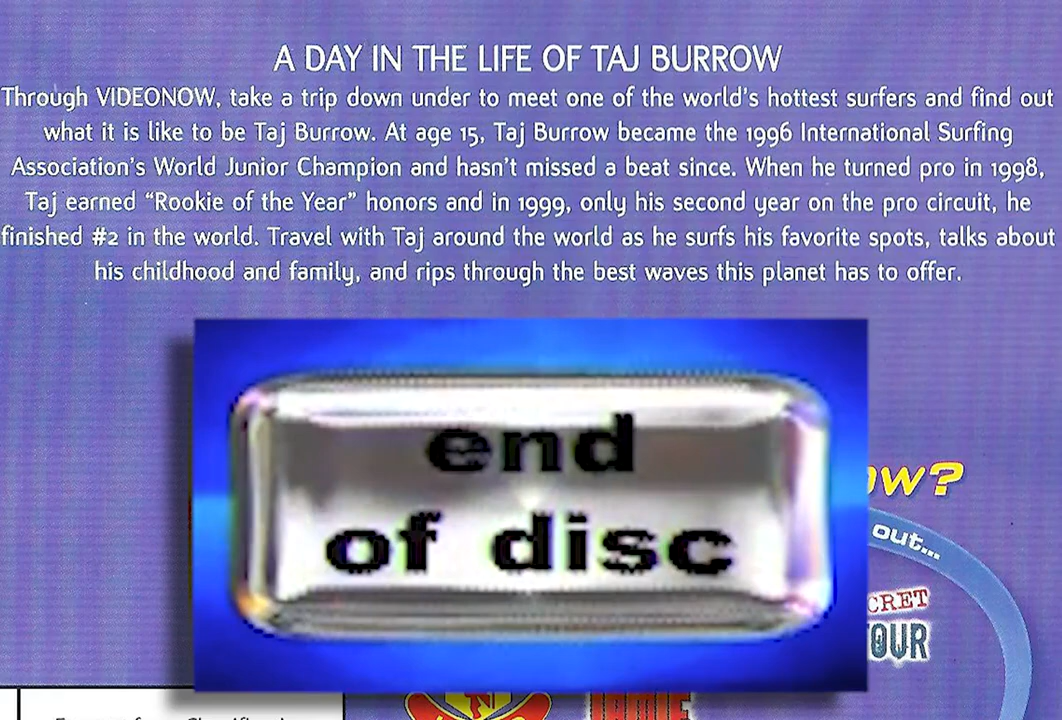 A DAY IN THE LIFE OF TAJ BURROW
Through VIDEONOW, take a trip down under to meet one of the world's hottest surfers and find out
what it is like to be Taj Burrow. At age 15, Taj Burrow became the 1996 International Surfing
Association's World Junior Champion and hasn't missed a beat since. When he turned pro in 1998,
Taj earned “Rookie of the Year” honors and in 1999, only his second year on the pro circuit, he
finished #2 in the world. Travel with Taj around the world as he surfs his favorite spots, talks about
his childhood and family, and rips through the best waves this planet has to offer.
end
of disc
out...